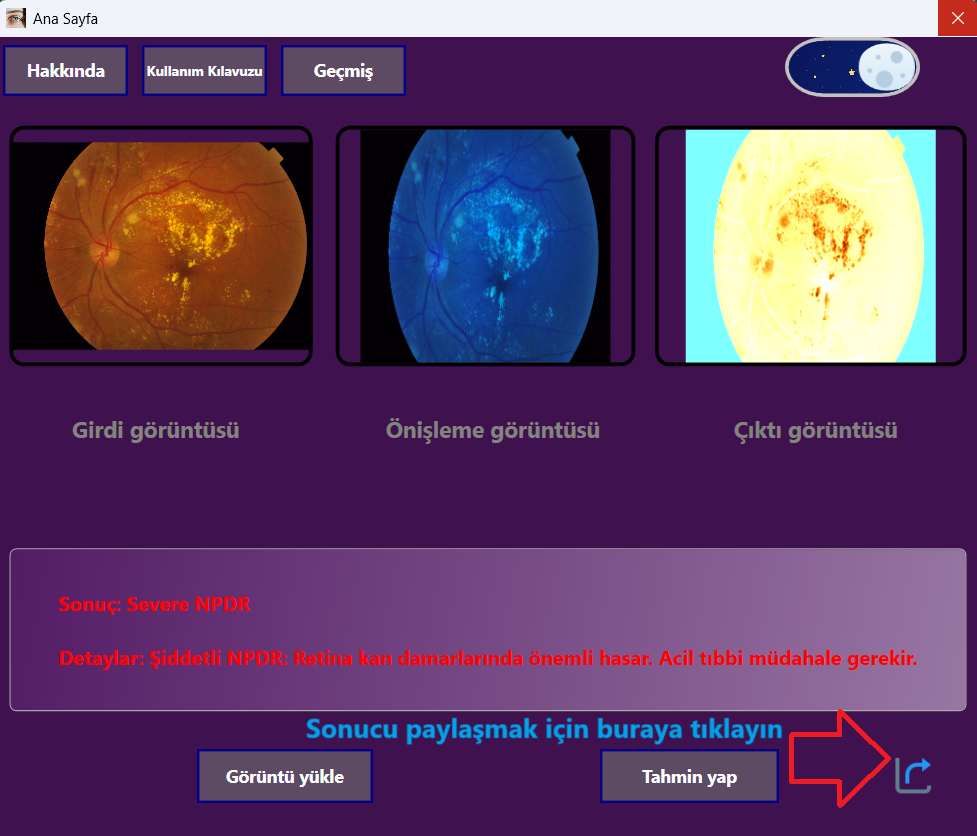 Ana Sayfa
Hakkında
Kullanım Kılavuzu
Geçmiş
Girdi görüntüsü
Önişleme görüntüsü
Çıktı görüntüsü
Sonuç: Severe NPDR
Detaylar: Şiddetli NPDR: Retina kan damarlarında önemli hasar. Acil tıbbi müdahale gerekir.
Sonucu paylaşmak için buraya tıklayın
Görüntü yükle
Tahmin yap